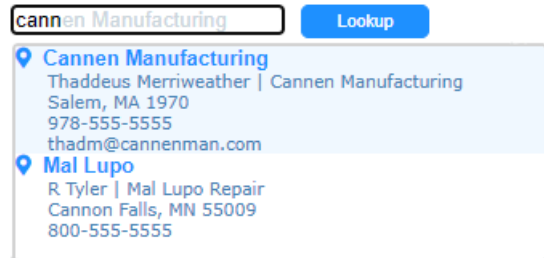 cannen Manufacturing Lookup
Cannen Manufacturing
Thaddeus Merriweather | Cannen Manufacturing
Salem, MA 1970
978-555-5555
thadm@cannenman.com
Mal Lupo
R Tyler | Mal Lupo Repair
Cannon Falls, MN 55009
800-555-5555